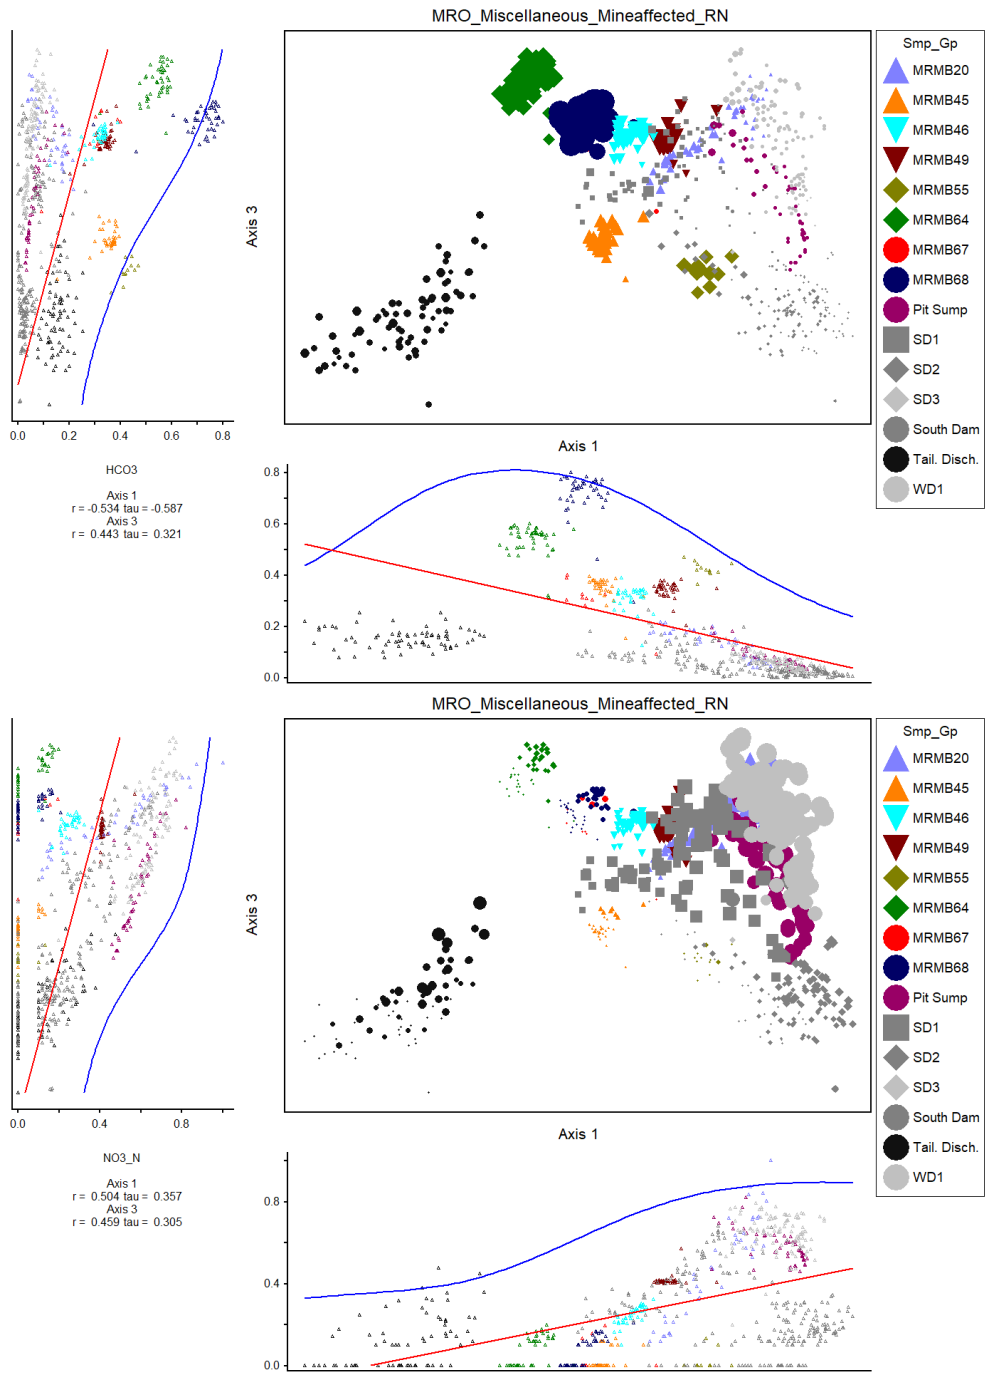 MRO_Miscellaneous_Mineaffected_RN
Axis 3
Axis 1
Smp_Gp
MRMB20
MRMB45
MRMB46
MRMB49
MRMB55
MRMB64
MRMB67
MRMB68
Pit Sump
SD1
SD2
SD3
South Dam
Tail. Disch.
WD1
0.0 0.2 0.4 0.6 0.8
HCO3
Axis 1
r = -0.534 tau = -0.587
Axis 3
r = 0.443 tau = 0.321
0.8
0.6
0.4
0.2
0.0
MRO_Miscellaneous_Mineaffected_RN
Axis 3
Axis 1
Smp_Gp
MRMB20
MRMB45
MRMB46
MRMB49
MRMB55
MRMB64
MRMB67
MRMB68
Pit Sump
SD1
SD2
SD3
South Dam
Tail. Disch.
WD1
0.0 0.4 0.8
NO3_N
Axis 1
r = 0.504 tau = 0.357
Axis 3
r = 0.459 tau = 0.305
0.8
0.4
0.0